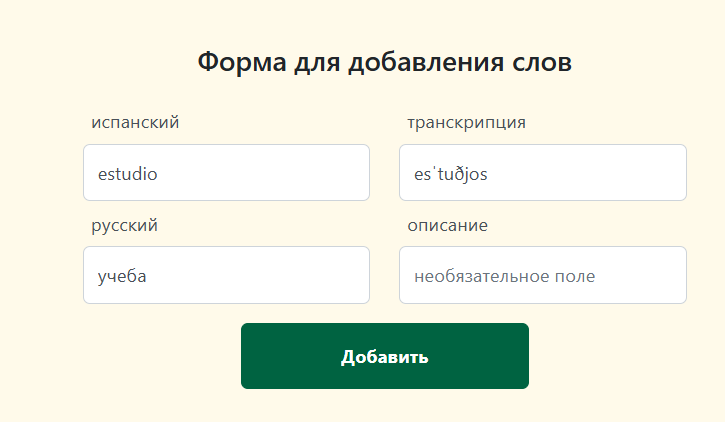 Форма для добавления слов
испанский
транскрипция
estudio
esˈtuðjos
русский
описание
учеба
необязательное поле
Добавить